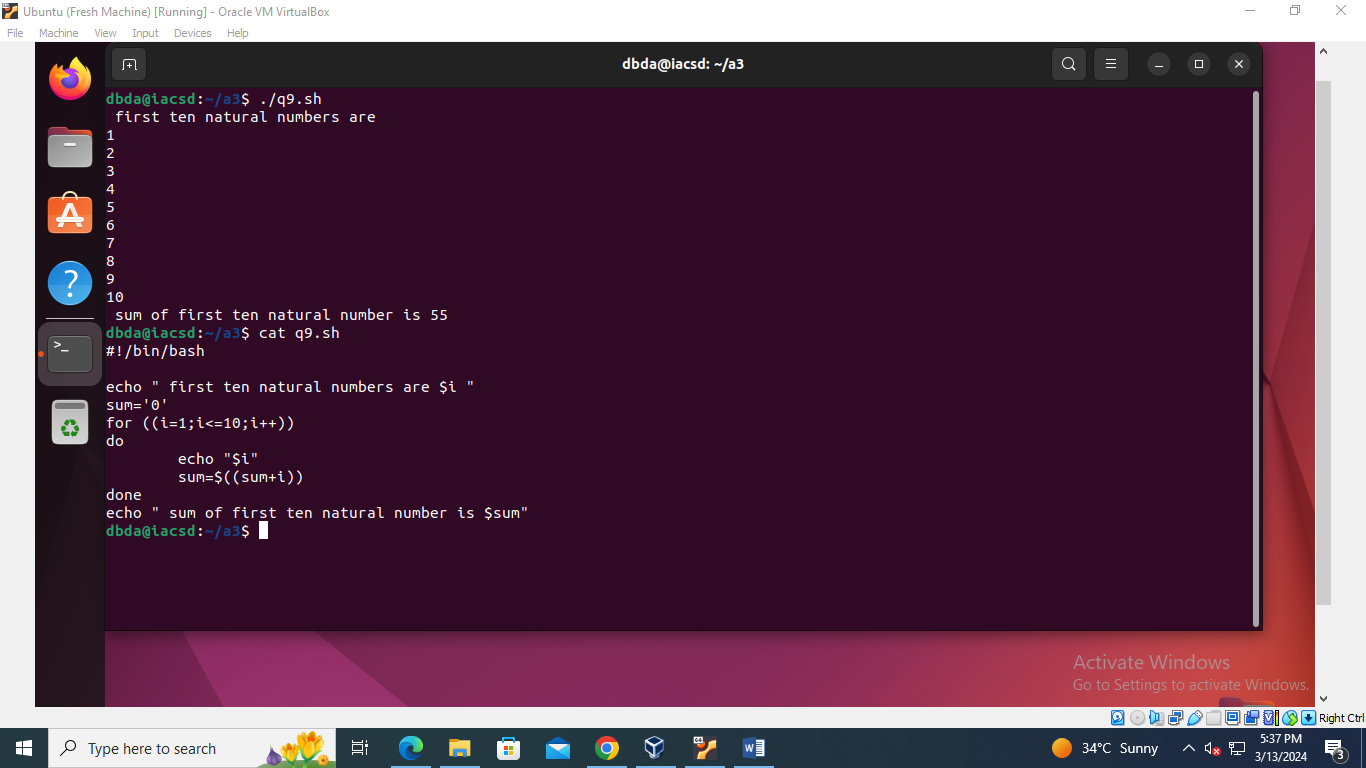 Ubuntu (Fresh Machine) [Running] - Oracle VM VirtualBox
File Machine View Input Devices Help
dbda@iacsd: ~/a3
dbda@iacsd:~/a3$ ./q9.sh
 first ten natural numbers are
1
2
3
4
5
6
7
8
9
10
 sum of first ten natural number is 55
dbda@iacsd:~/a3$ cat q9.sh
#!/bin/bash

echo " first ten natural numbers are $i "
sum='0'
for ((i=1;i<=10;i++))
do
        echo "$i"
        sum=$((sum+i))
done
echo " sum of first ten natural number is $sum"
dbda@iacsd:~/a3$
Activate Windows
Go to Settings to activate Windows.
Right Ctrl
Type here to search
34°C Sunny
5:37 PM
3/13/2024
3